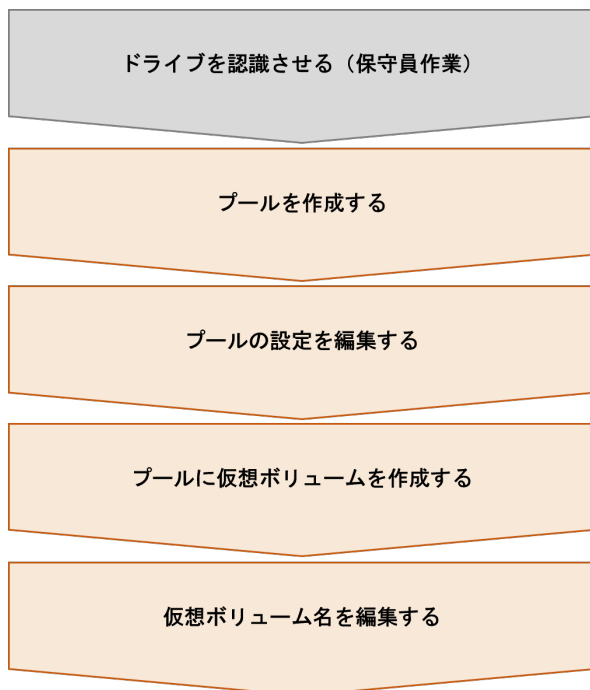 ドライブを認識させる（保守員作業）
プールを作成する
プールの設定を編集する
プールに仮想ボリュームを作成する
仮想ボリューム名を編集する